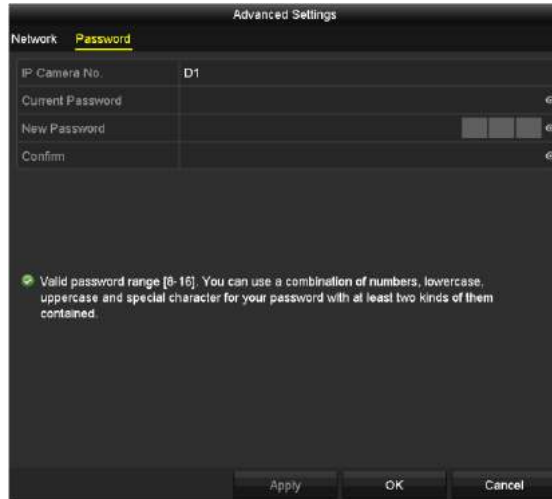 Advanced Settings
Network Password
IP Camera No. D1
Current Password
New Password
Confirm
Valid password range [8-16]. You can use a combination of numbers, lowercase,
uppercase and special character for your password with at least two kinds of them
contained.
Apply OK Cancel